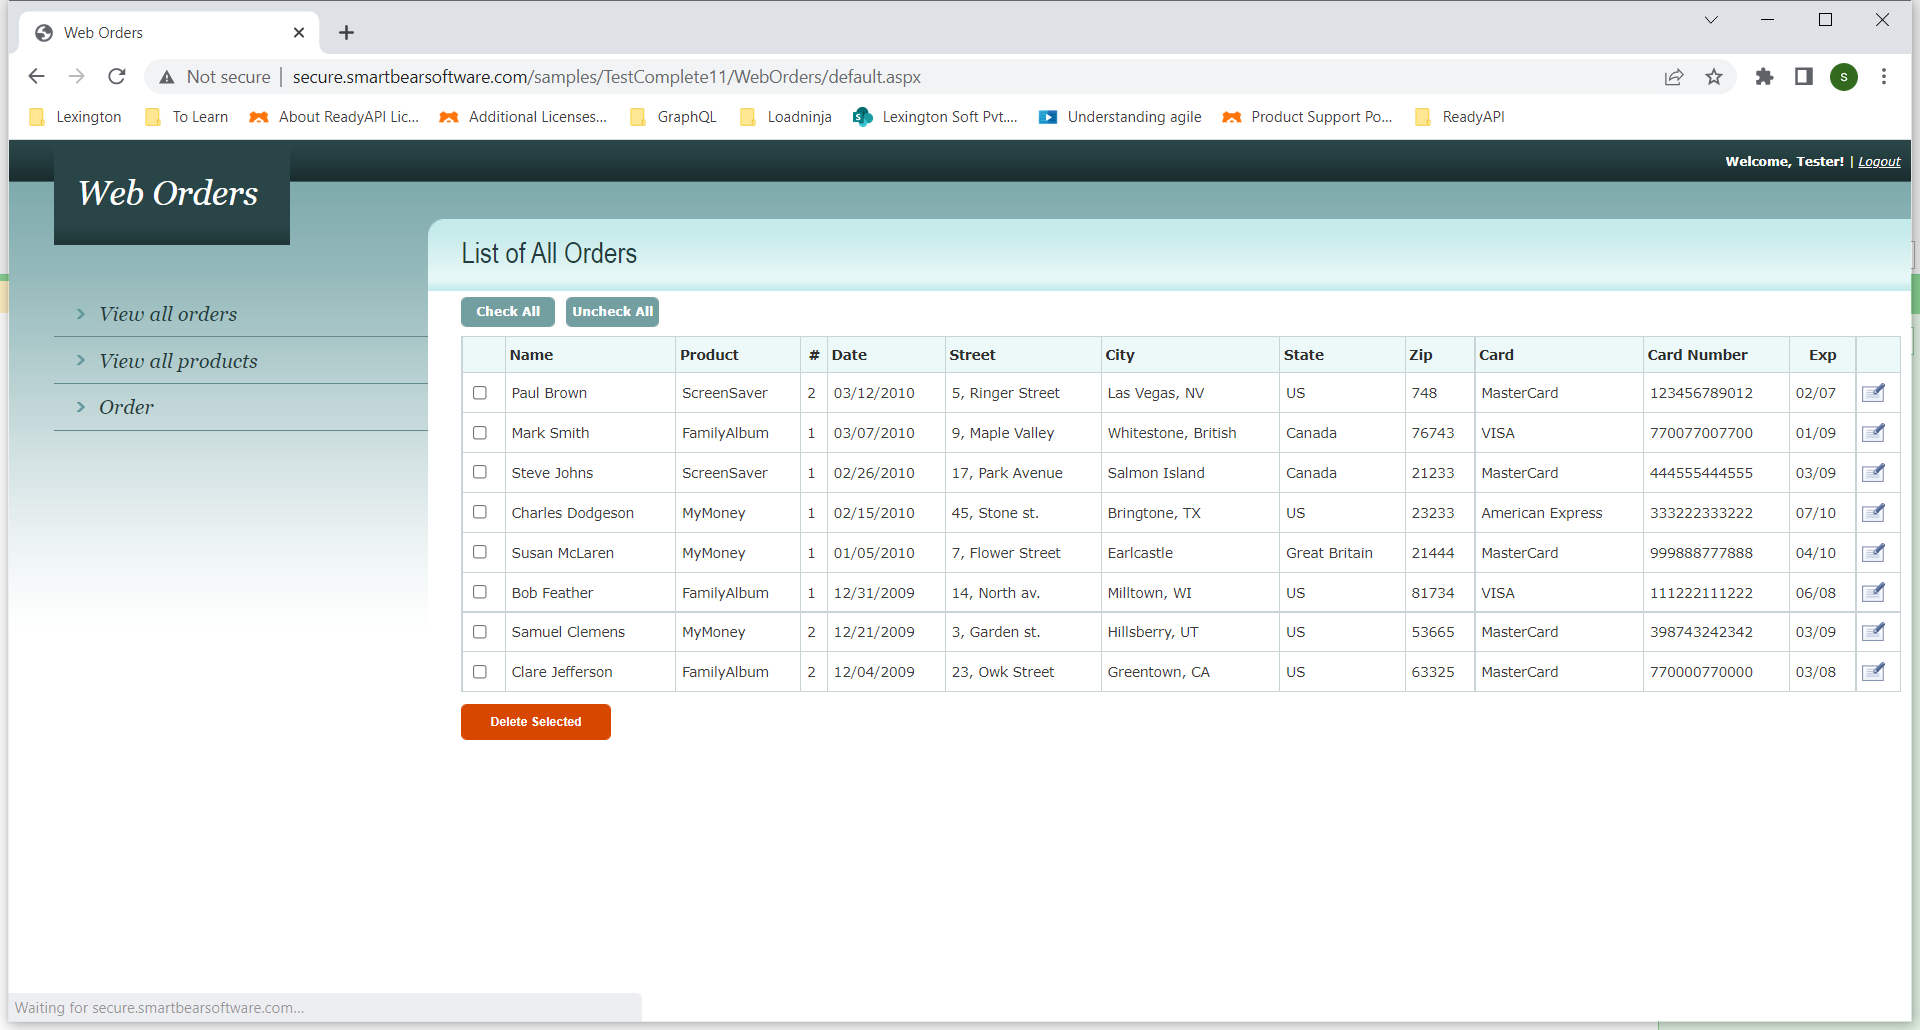 Web Orders
Not secure | secure.smartbearsoftware.com/samples/TestComplete11/WebOrders/default.aspx
S
Lexington To Learn About ReadyAPI Lic... Additional Licenses... GraphQL Loadninja Lexington Soft Pvt.... Understanding agile Product Support Po... ReadyAPI
Welcome, Tester! | Logout
Web Orders
List of All Orders
View all orders
View all products
Order
Check All Uncheck All
Name Product # Date Street City State Zip Card Card Number Exp
Paul Brown ScreenSaver 2 03/12/2010 5, Ringer Street Las Vegas, NV US 748 MasterCard 123456789012 02/07
Mark Smith FamilyAlbum 1 03/07/2010 9, Maple Valley Whitestone, British Canada 76743 VISA 770077007700 01/09
Steve Johns ScreenSaver 1 02/26/2010 17, Park Avenue Salmon Island Canada 21233 MasterCard 444555444555 03/09
Charles Dodgeson MyMoney 1 02/15/2010 45, Stone st. Bringtone, TX US 23233 American Express 333222333222 07/10
Susan McLaren MyMoney 1 01/05/2010 7, Flower Street Earlcastle Great Britain 21444 MasterCard 999888777888 04/10
Bob Feather FamilyAlbum 1 12/31/2009 14, North av. Milltown, WI US 81734 VISA 111222111222 06/08
Samuel Clemens MyMoney 2 12/21/2009 3, Garden st. Hillsberry, UT US 53665 MasterCard 398743242342 03/09
Clare Jefferson FamilyAlbum 2 12/04/2009 23, Owk Street Greentown, CA US 63325 MasterCard 770000770000 03/08
Delete Selected
Waiting for secure.smartbearsoftware.com...